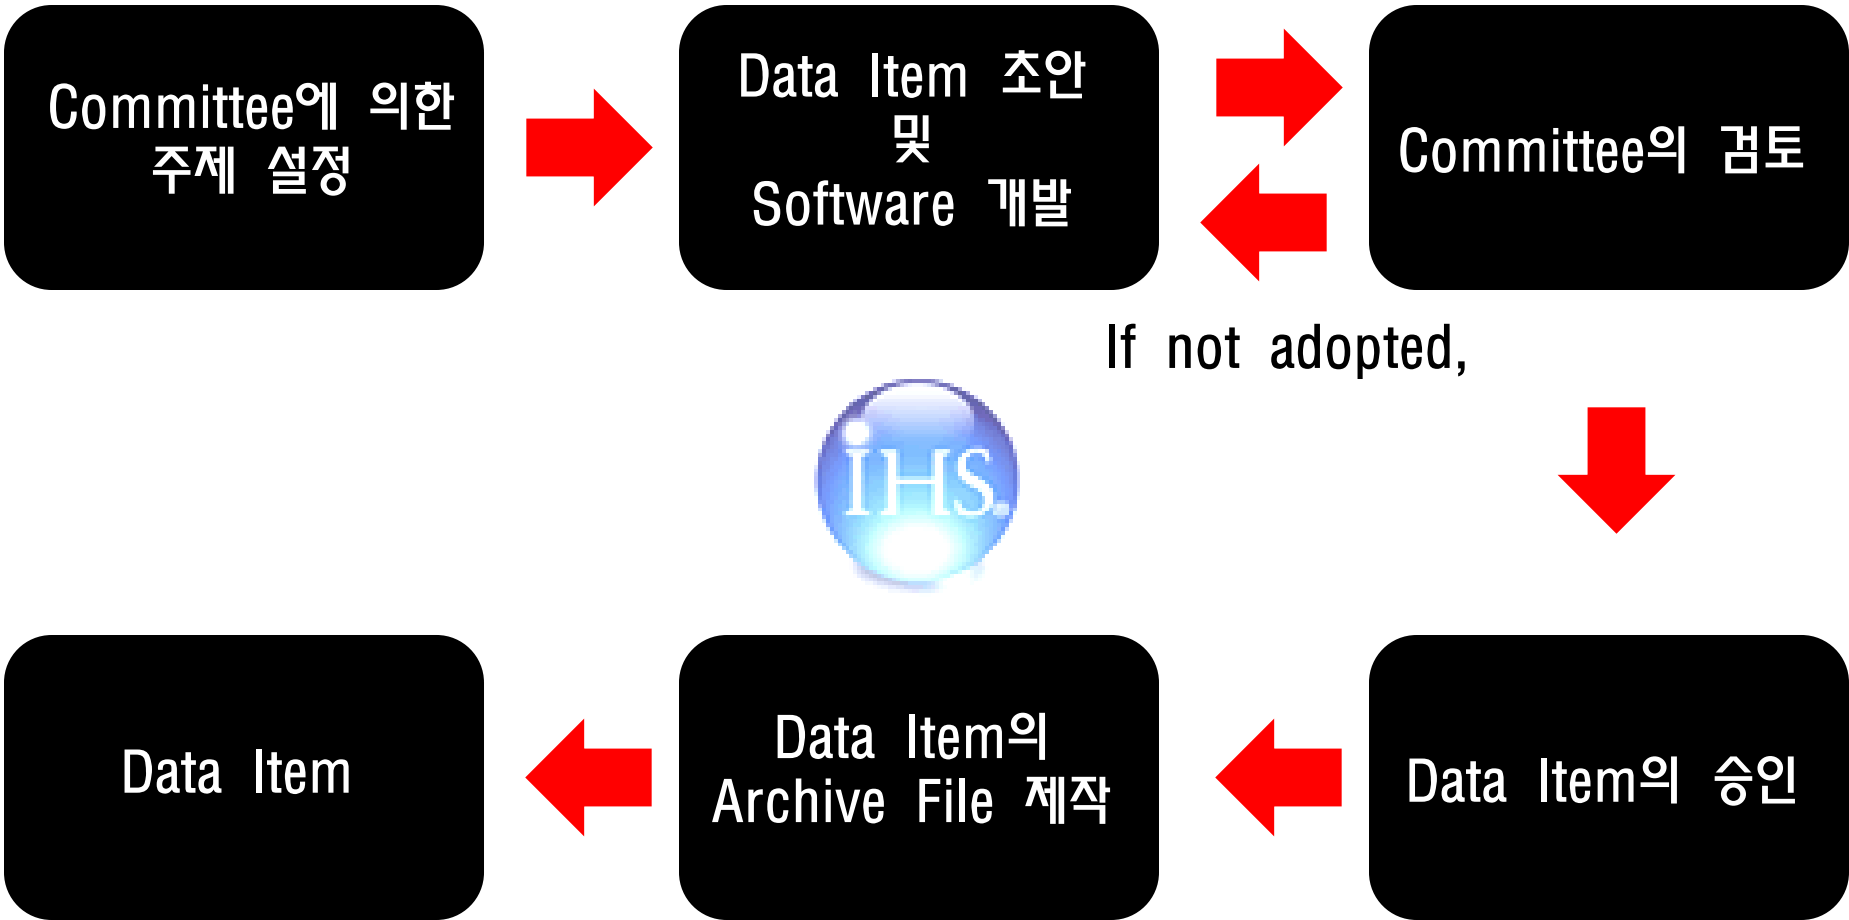 Committee에 의한
주제 설정
Data Item 초안
및
Software 개발
Committee의 검토
If not adopted,
iHS.
Data Item
Data Item의
Archive File 제작
Data Item의 승인